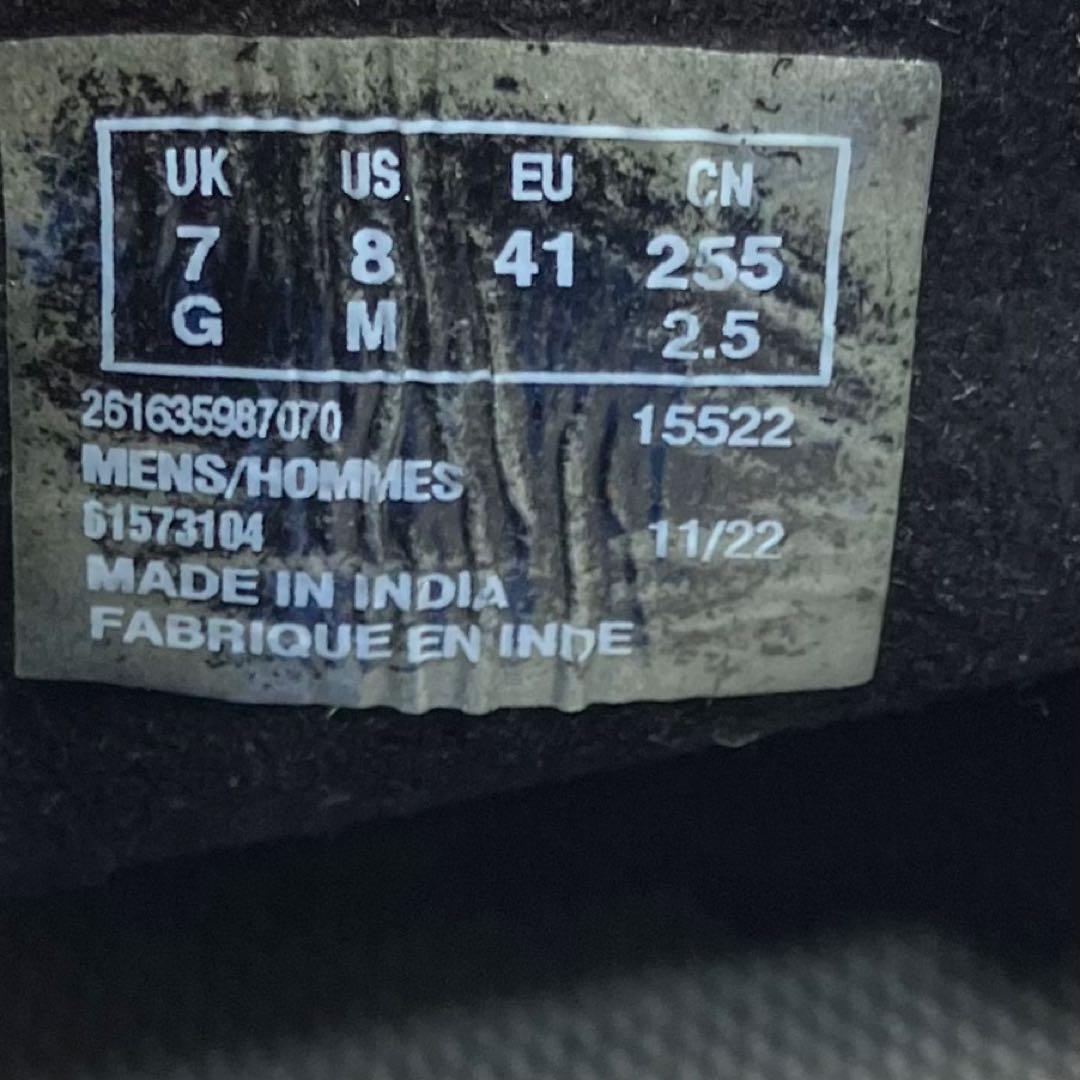 UK US EU CN
7 8 41 255
G M 2.5
261635987070 15522
MENS/HOMMES
61573104 11/22
MADE IN INDIA
FABRIQUE EN INDE